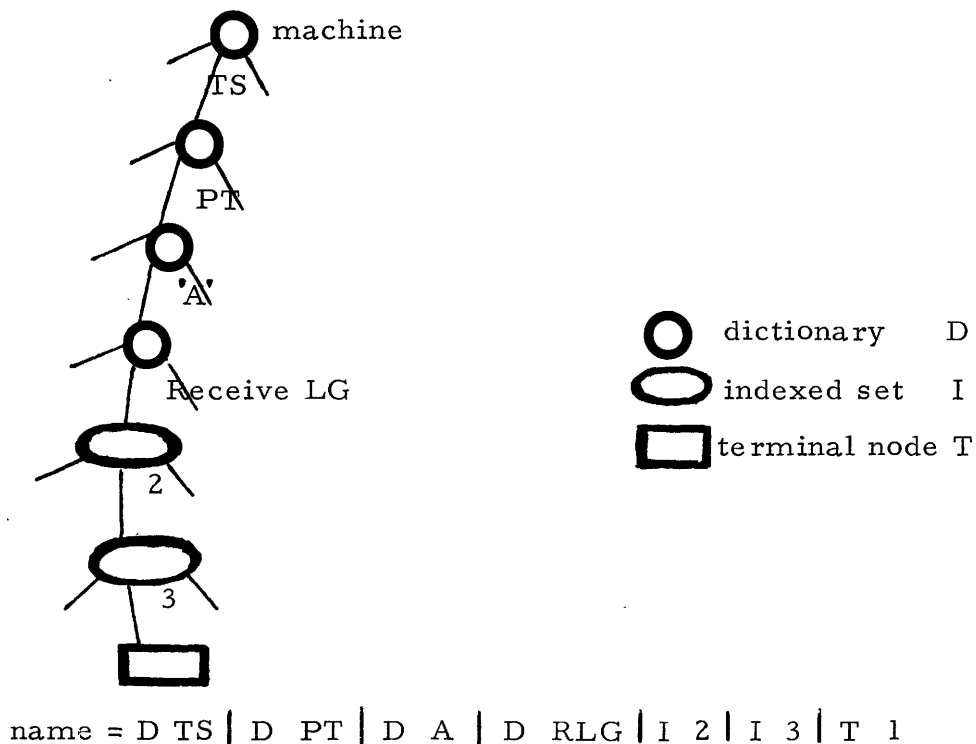 machine
TS
PT
'A'
Receive LG
2
3
dictionary D
indexed set I
terminal node T
name = D TS | D PT | D A | D RLG | I 2 | I 3 | T 1